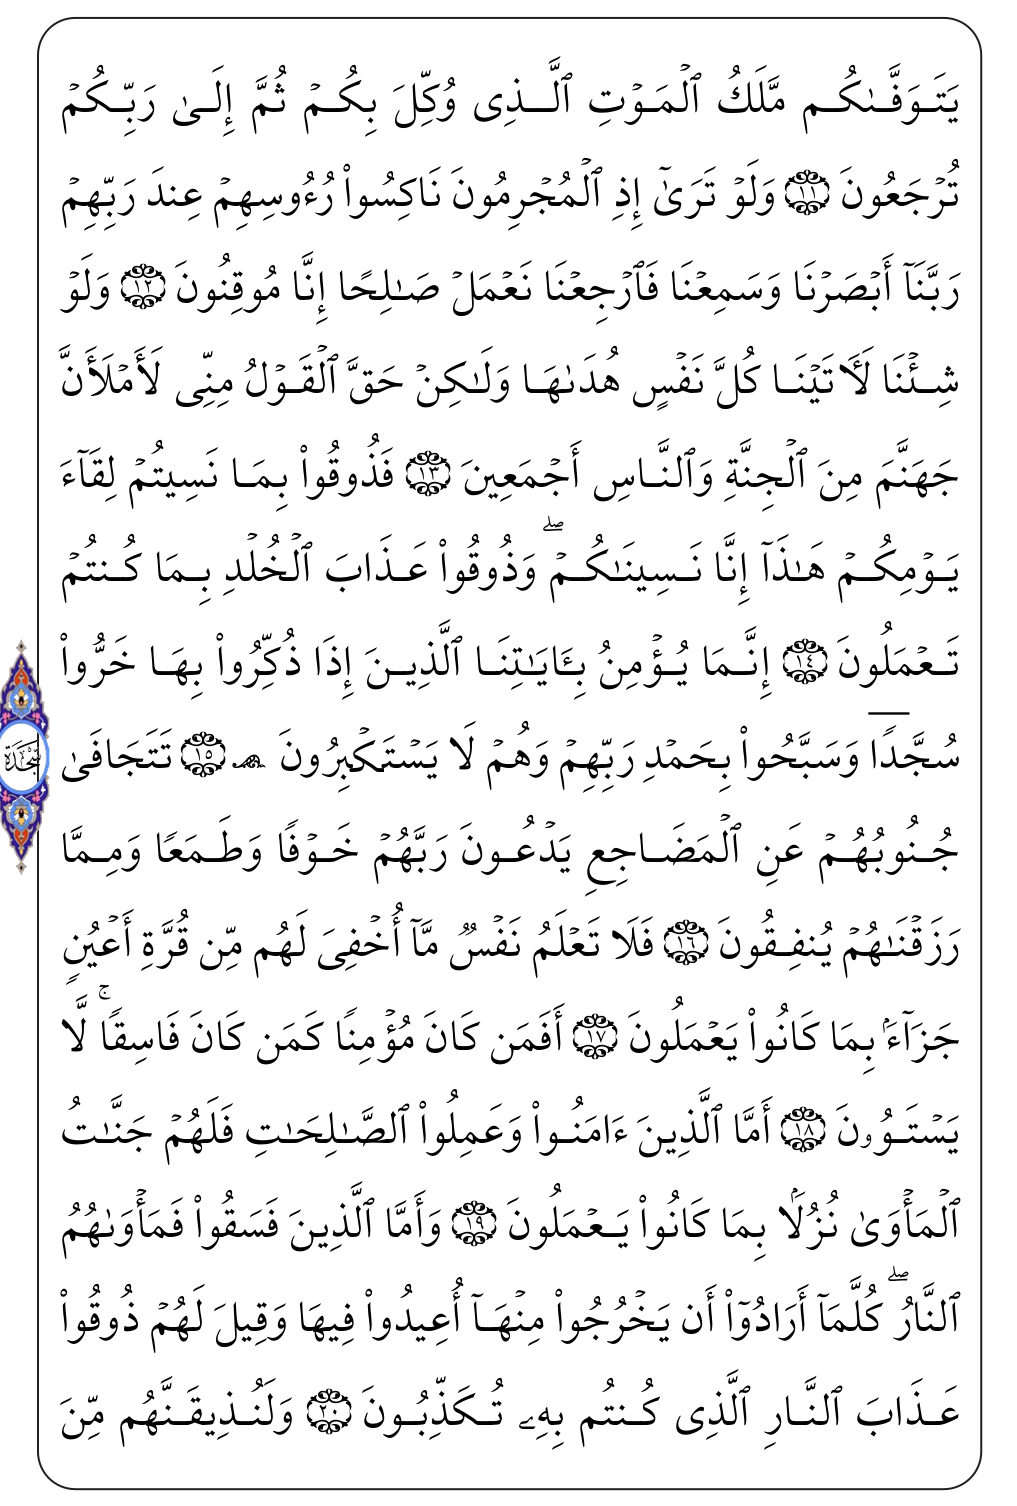 يَتَوَفَّىٰكُم مَّلَكُ ٱلْمَوْتِ ٱلَّذِى وُكِّلَ بِكُمْ ثُمَّ إِلَىٰ رَبِّكُمْ
تُرْجَعُونَ ١١ وَلَوْ تَرَىٰٓ إِذِ ٱلْمُجْرِمُونَ نَاكِسُوا۟ رُءُوسِهِمْ عِندَ رَبِّهِمْ
رَبَّنَآ أَبْصَرْنَا وَسَمِعْنَا فَٱرْجِعْنَا نَعْمَلْ صَـٰلِحًا إِنَّا مُوقِنُونَ ١٢ وَلَوْ
شِئْنَا لَـَٔاتَيْنَا كُلَّ نَفْسٍ هُدَىٰهَا وَلَـٰكِنْ حَقَّ ٱلْقَوْلُ مِنِّى لَأَمْلَأَنَّ
جَهَنَّمَ مِنَ ٱلْجِنَّةِ وَٱلنَّاسِ أَجْمَعِينَ ١٣ فَذُوقُوا۟ بِمَا نَسِيتُمْ لِقَآءَ
يَوْمِكُمْ هَـٰذَآ إِنَّا نَسِينَـٰكُمْ ۖ وَذُوقُوا۟ عَذَابَ ٱلْخُلْدِ بِمَا كُنتُمْ
تَعْمَلُونَ ١٤ إِنَّمَا يُؤْمِنُ بِـَٔايَـٰتِنَا ٱلَّذِينَ إِذَا ذُكِّرُوا۟ بِهَا خَرُّوا۟
سُجَّدًا وَسَبَّحُوا۟ بِحَمْدِ رَبِّهِمْ وَهُمْ لَا يَسْتَكْبِرُونَ ۩ ١٥ تَتَجَافَىٰ
سَجْدَة
جُنُوبُهُمْ عَنِ ٱلْمَضَاجِعِ يَدْعُونَ رَبَّهُمْ خَوْفًا وَطَمَعًا وَمِمَّا
رَزَقْنَـٰهُمْ يُنفِقُونَ ١٦ فَلَا تَعْلَمُ نَفْسٌ مَّآ أُخْفِىَ لَهُم مِّن قُرَّةِ أَعْيُنٍ
جَزَآءًۢ بِمَا كَانُوا۟ يَعْمَلُونَ ١٧ أَفَمَن كَانَ مُؤْمِنًا كَمَن كَانَ فَاسِقًا ۚ لَّا
يَسْتَوُۥنَ ١٨ أَمَّا ٱلَّذِينَ ءَامَنُوا۟ وَعَمِلُوا۟ ٱلصَّـٰلِحَـٰتِ فَلَهُمْ جَنَّـٰتُ
ٱلْمَأْوَىٰ نُزُلًۢا بِمَا كَانُوا۟ يَعْمَلُونَ ١٩ وَأَمَّا ٱلَّذِينَ فَسَقُوا۟ فَمَأْوَىٰهُمُ
ٱلنَّارُ ۖ كُلَّمَآ أَرَادُوٓا۟ أَن يَخْرُجُوا۟ مِنْهَآ أُعِيدُوا۟ فِيهَا وَقِيلَ لَهُمْ ذُوقُوا۟
عَذَابَ ٱلنَّارِ ٱلَّذِى كُنتُم بِهِۦ تُكَذِّبُونَ ٢٠ وَلَنُذِيقَنَّهُم مِّنَ